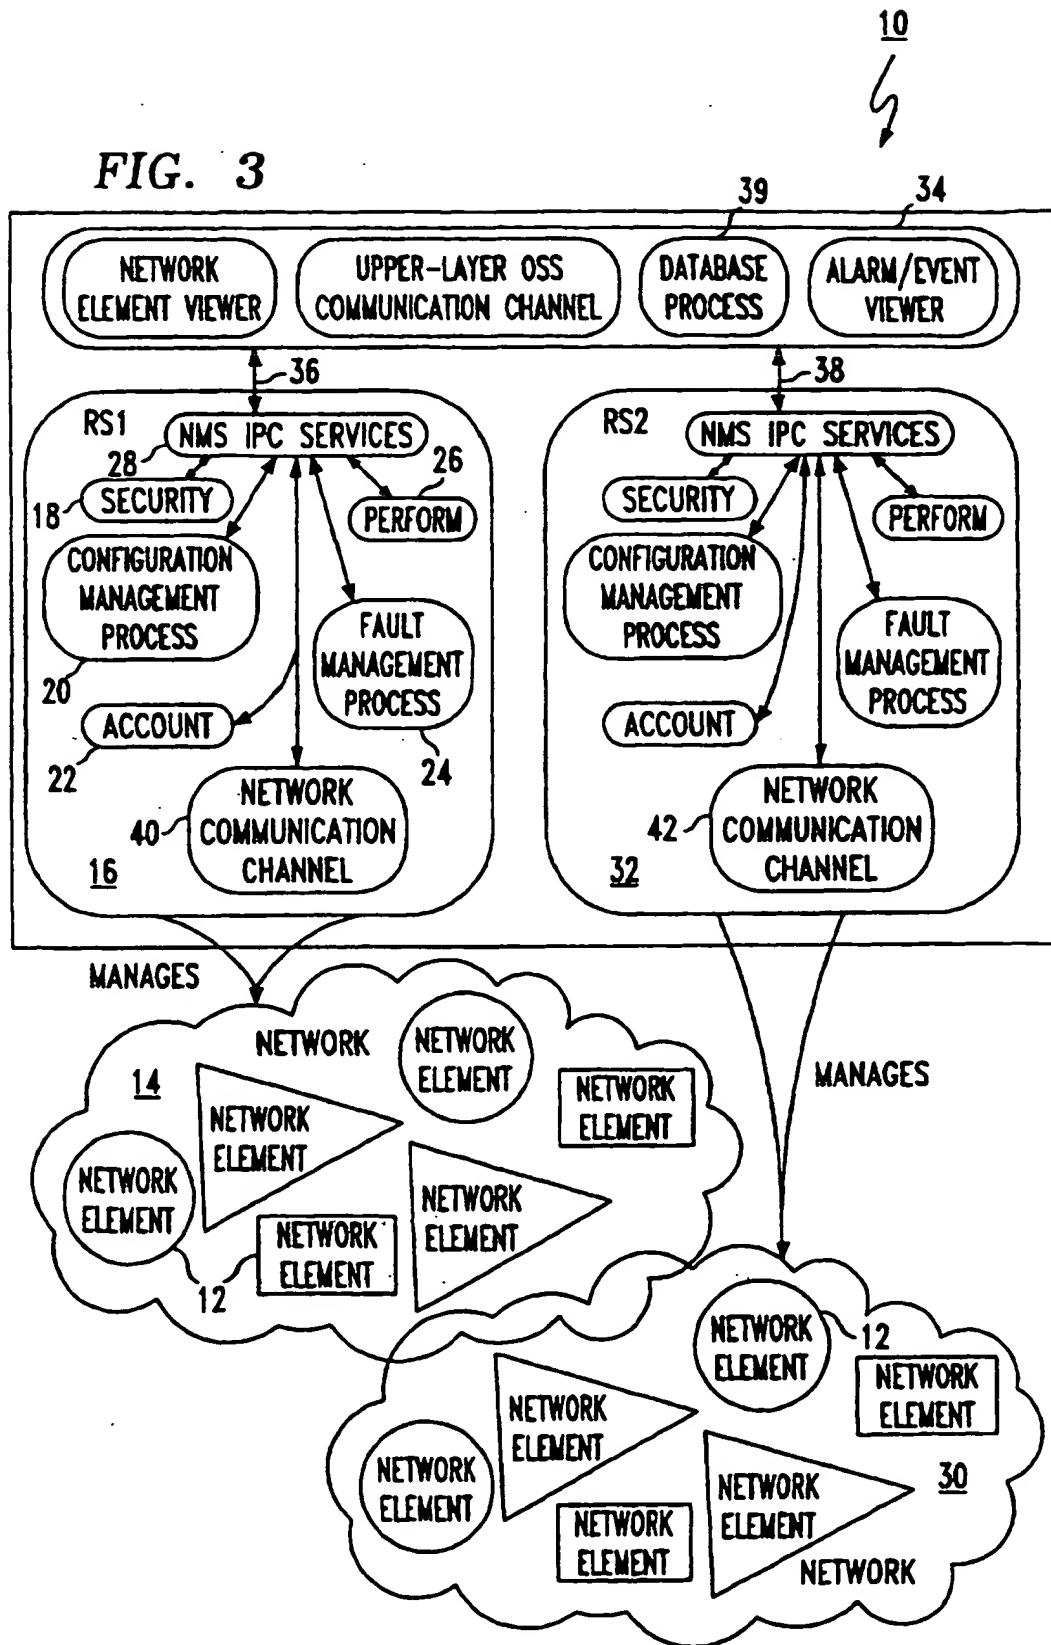 10
FIG. 3
39
34
NETWORK
ELEMENT VIEWER
UPPER-LAYER OSS
COMMUNICATION CHANNEL
DATABASE
PROCESS
ALARM/EVENT
VIEWER
36
38
RS1
NMS IPC SERVICES
28
26
18
SECURITY
PERFORM
CONFIGURATION
MANAGEMENT
PROCESS
20
FAULT
MANAGEMENT
PROCESS
24
ACCOUNT
22
NETWORK
COMMUNICATION
CHANNEL
40
16
RS2
NMS IPC SERVICES
SECURITY
PERFORM
CONFIGURATION
MANAGEMENT
PROCESS
FAULT
MANAGEMENT
PROCESS
ACCOUNT
NETWORK
COMMUNICATION
CHANNEL
42
32
MANAGES
NETWORK
14
NETWORK
ELEMENT
NETWORK
ELEMENT
NETWORK
ELEMENT
NETWORK
ELEMENT
NETWORK
ELEMENT
NETWORK
ELEMENT
12
MANAGES
NETWORK
ELEMENT
12
NETWORK
ELEMENT
NETWORK
ELEMENT
NETWORK
ELEMENT
NETWORK
ELEMENT
30
NETWORK
ELEMENT
NETWORK